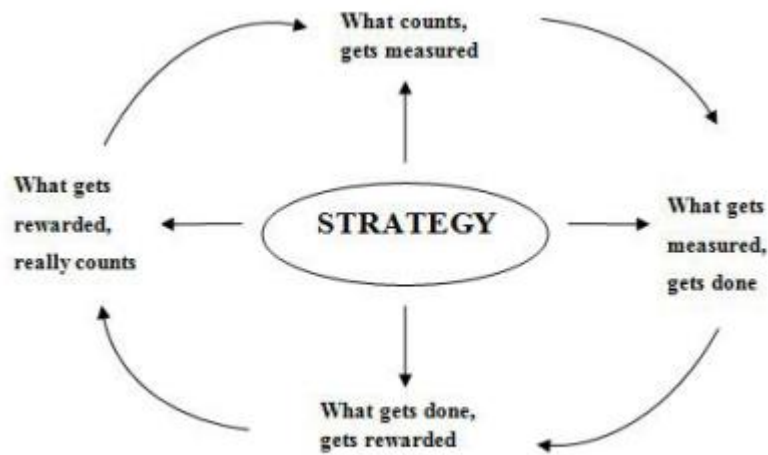 What counts,
gets measured
What gets
rewarded,
really counts
STRATEGY
What gets
measured,
gets done
What gets done,
gets rewarded